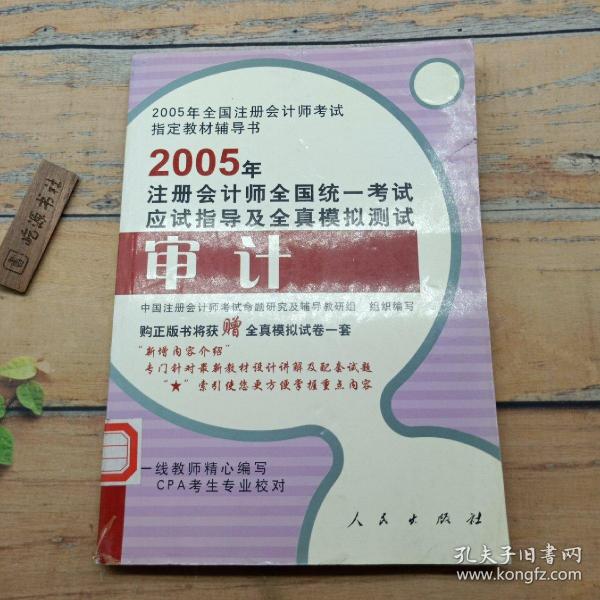 2005年全国注册会计师考试
指定教材辅导书
2005年
注册会计师全国统一考试
应试指导及全真模拟测试
审计
中国注册会计师考试命题研究及辅导教研组 组织编写
购正版书将获赠全真模拟试卷一套
“新增内容介绍”
专门针对最新教材设计讲解及配套试题
“★”索引使您更方便掌握重点内容
一线教师精心编写
CPA考生专业校对
人民出版社
孔夫子旧书网
www.kongfz.com